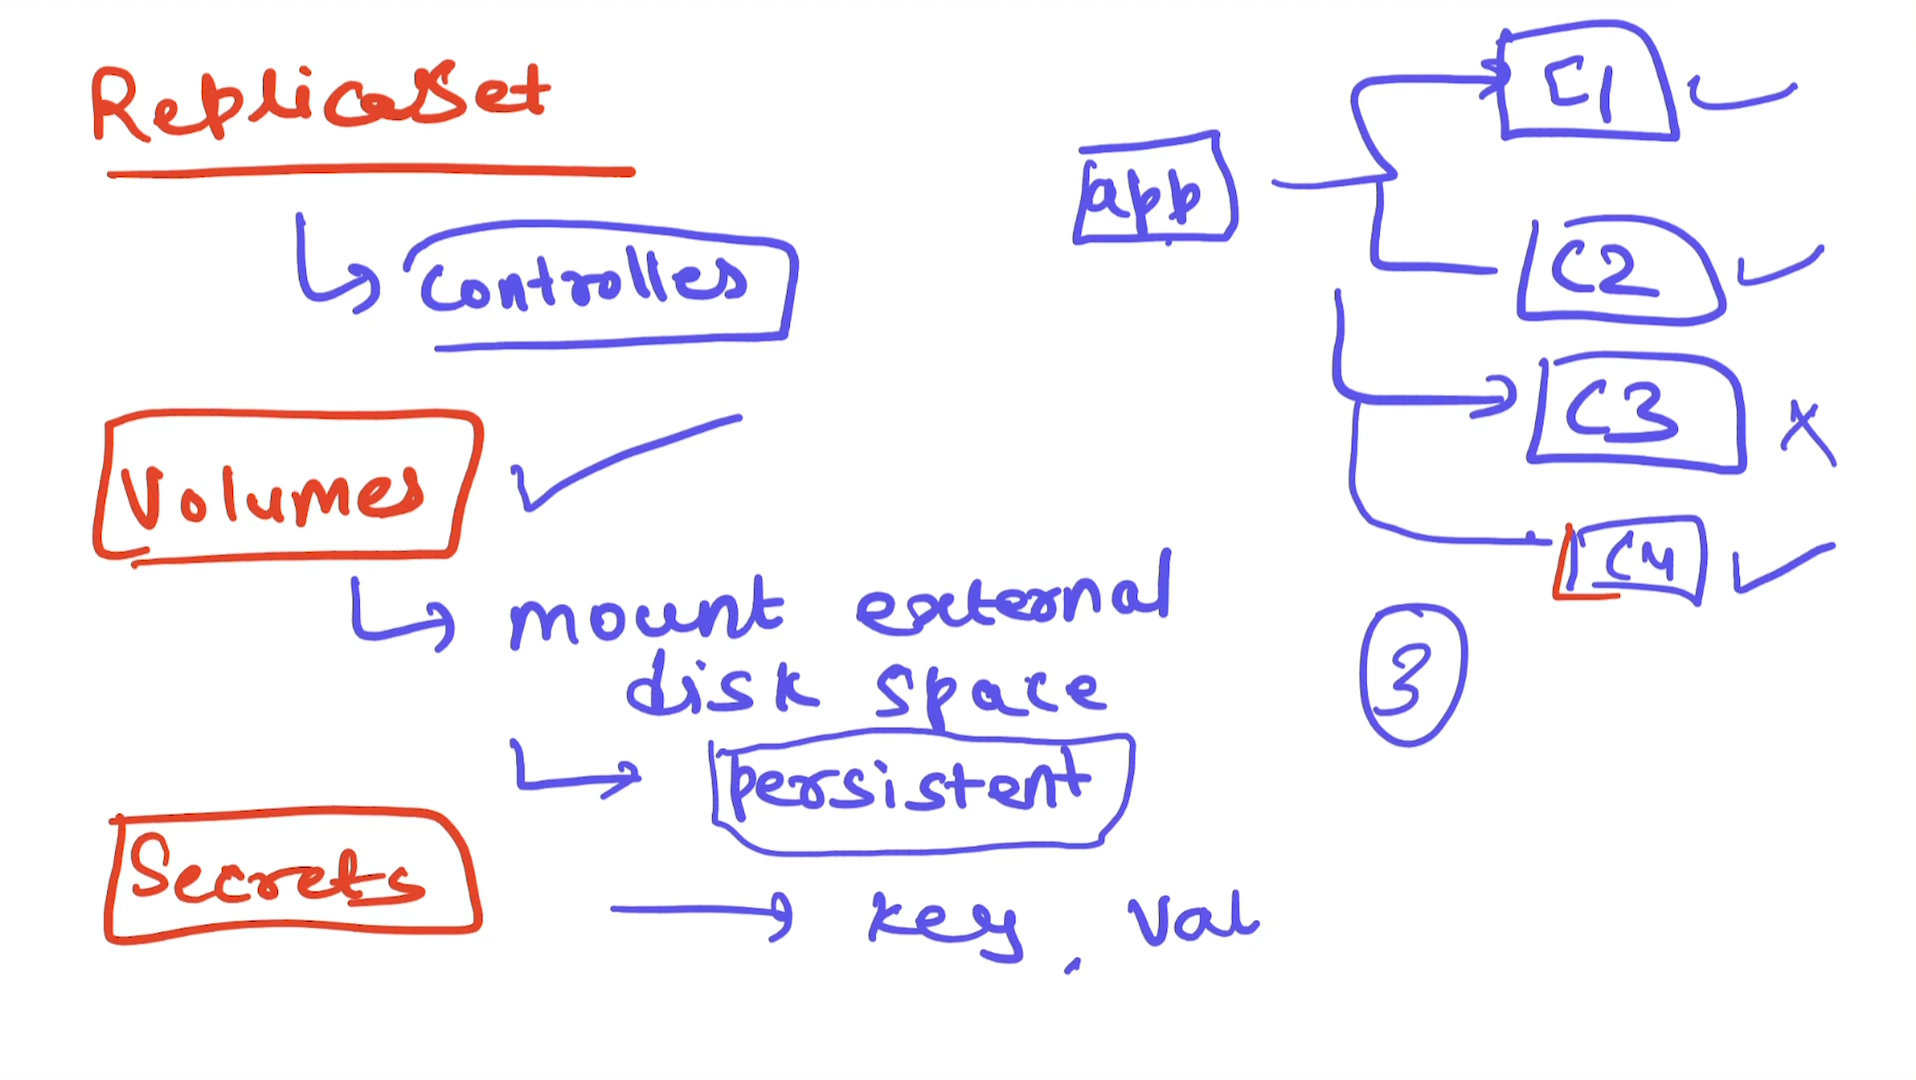 ReplicaSet
controller
Volumes
mount external
disk space
persistent
Secrets
key, val
app
C1
C2
C3
C4
3